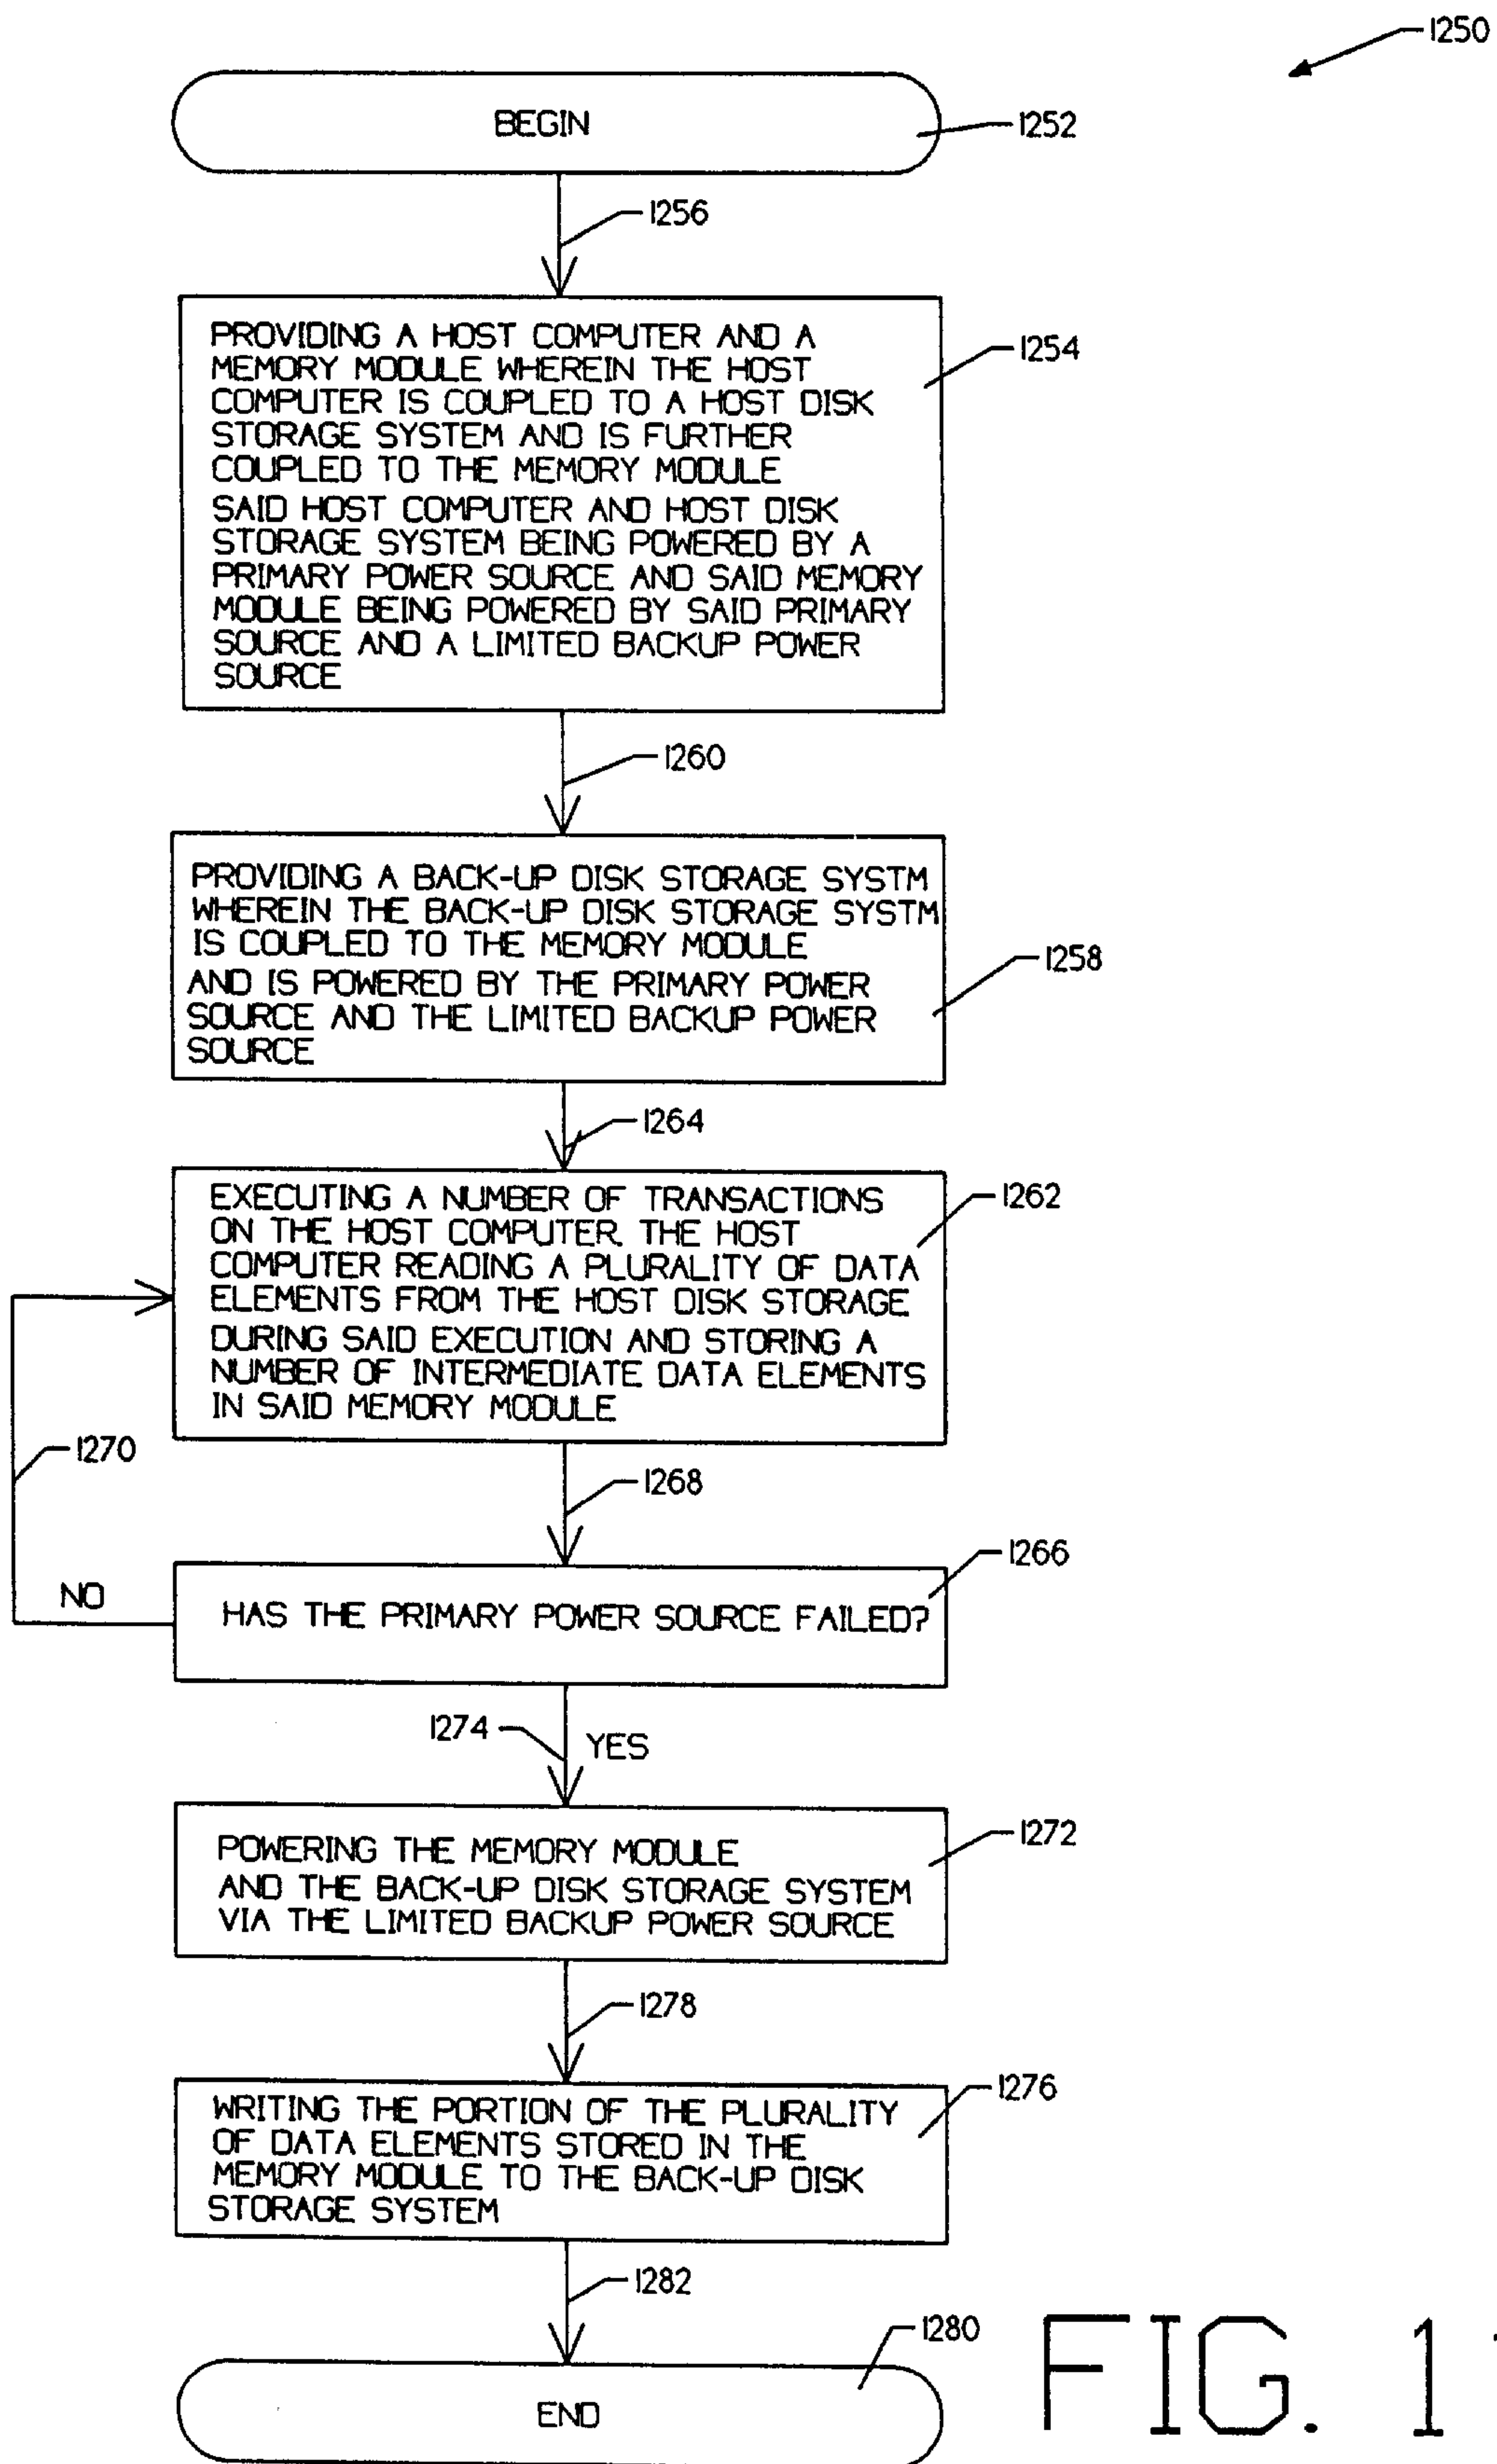 1250
BEGIN
1252
1256
PROVIDING A HOST COMPUTER AND A
MEMORY MODULE WHEREIN THE HOST
COMPUTER IS COUPLED TO A HOST DISK
STORAGE SYSTEM AND IS FURTHER
COUPLED TO THE MEMORY MODULE
SAID HOST COMPUTER AND HOST DISK
STORAGE SYSTEM BEING POWERED BY A
PRIMARY POWER SOURCE AND SAID MEMORY
MODULE BEING POWERED BY SAID PRIMARY
SOURCE AND A LIMITED BACKUP POWER
SOURCE
1254
1260
PROVIDING A BACK-UP DISK STORAGE SYSTM
WHEREIN THE BACK-UP DISK STORAGE SYSTM
IS COUPLED TO THE MEMORY MODULE
AND IS POWERED BY THE PRIMARY POWER
SOURCE AND THE LIMITED BACKUP POWER
SOURCE
1258
1264
EXECUTING A NUMBER OF TRANSACTIONS
ON THE HOST COMPUTER. THE HOST
COMPUTER READING A PLURALITY OF DATA
ELEMENTS FROM THE HOST DISK STORAGE
DURING SAID EXECUTION AND STORING A
NUMBER OF INTERMEDIATE DATA ELEMENTS
IN SAID MEMORY MODULE
1262
1270
1268
NO
HAS THE PRIMARY POWER SOURCE FAILED?
1266
1274
YES
POWERING THE MEMORY MODULE
AND THE BACK-UP DISK STORAGE SYSTEM
VIA THE LIMITED BACKUP POWER SOURCE
1272
1278
WRITING THE PORTION OF THE PLURALITY
OF DATA ELEMENTS STORED IN THE
MEMORY MODULE TO THE BACK-UP DISK
STORAGE SYSTEM
1276
1282
END
1280
FIG. 1